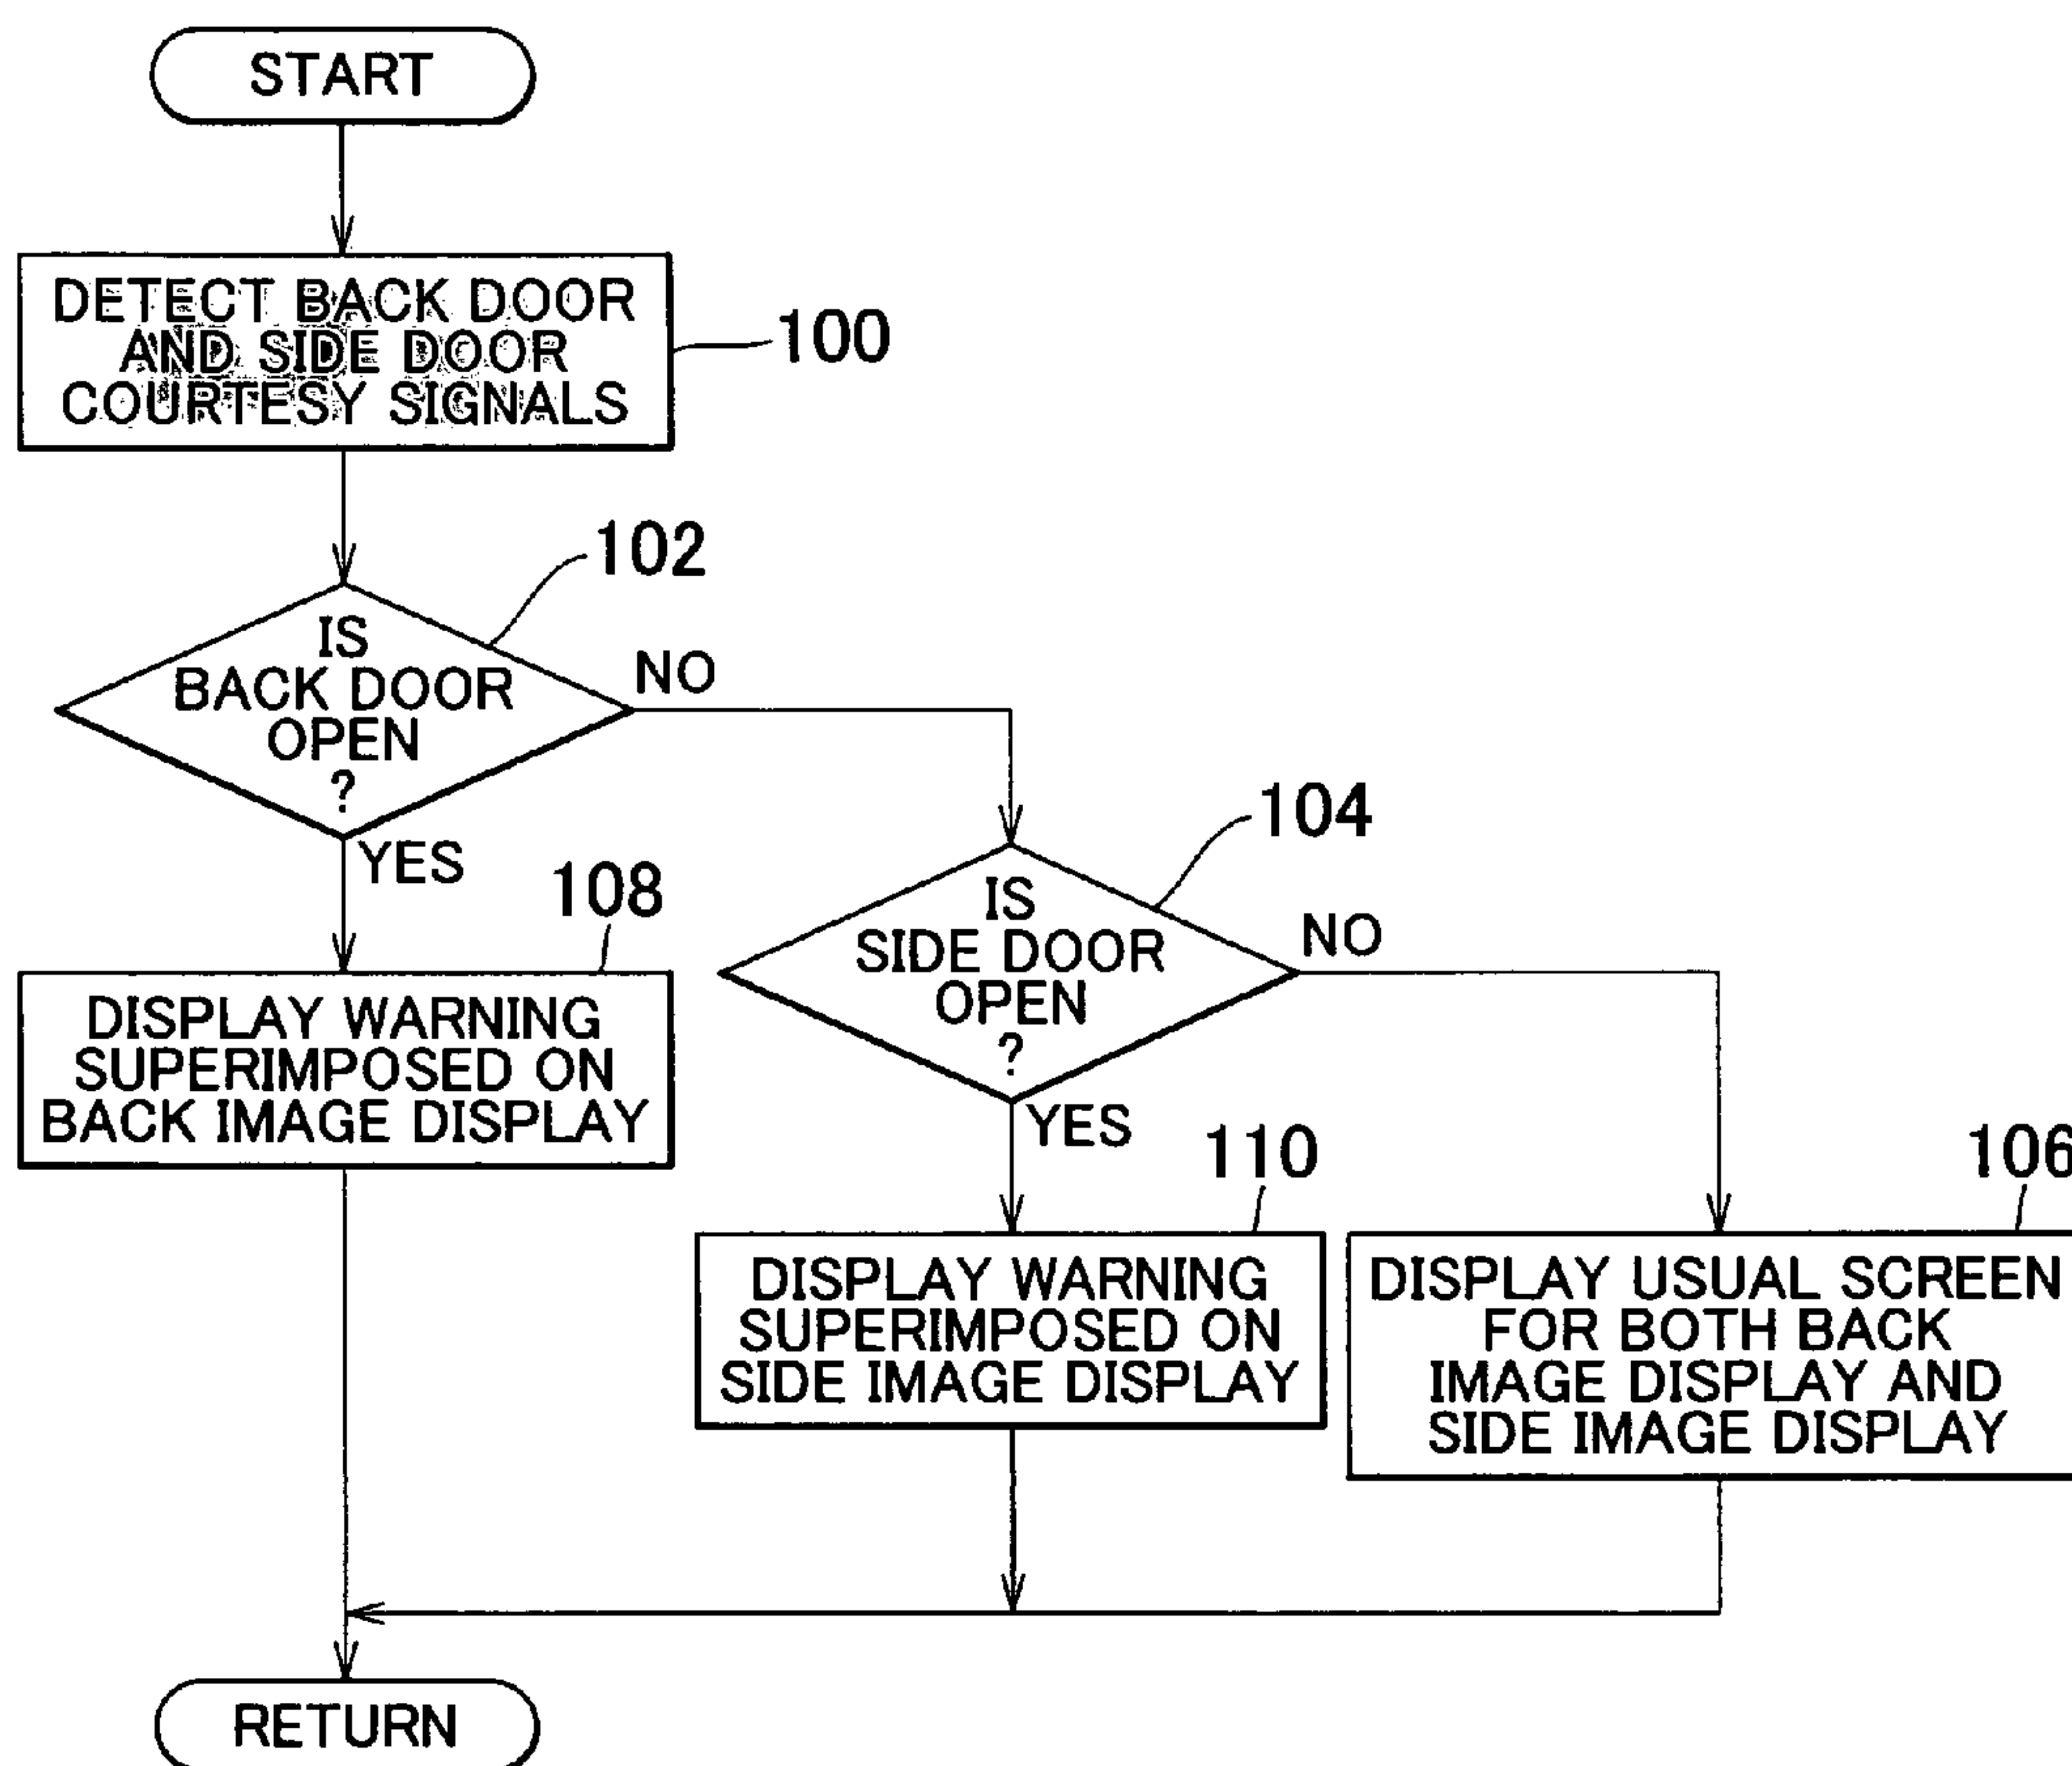 START
DETECT BACK DOOR
AND SIDE DOOR
COURTESY SIGNALS
100
102
IS
BACK DOOR
OPEN
?
NO
YES
104
IS
SIDE DOOR
OPEN
?
NO
YES
108
DISPLAY WARNING
SUPERIMPOSED ON
BACK IMAGE DISPLAY
110
DISPLAY WARNING
SUPERIMPOSED ON
SIDE IMAGE DISPLAY
106
DISPLAY USUAL SCREEN
FOR BOTH BACK
IMAGE DISPLAY AND
SIDE IMAGE DISPLAY
RETURN